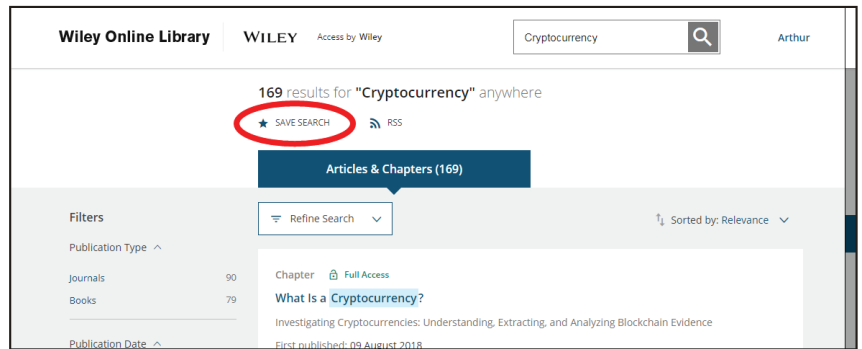 Wiley Online Library WILEY Access by Wiley Cryptocurrency Arthur
169 results for "Cryptocurrency" anywhere
SAVE SEARCH RSS
Articles & Chapters (169)
Filters
Refine Search Sorted by: Relevance
Publication Type
Journals 90
Books 79
Publication Date
Chapter Full Access
What Is a Cryptocurrency?
Investigating Cryptocurrencies: Understanding, Extracting, and Analyzing Blockchain Evidence
First published: 09 August 2018